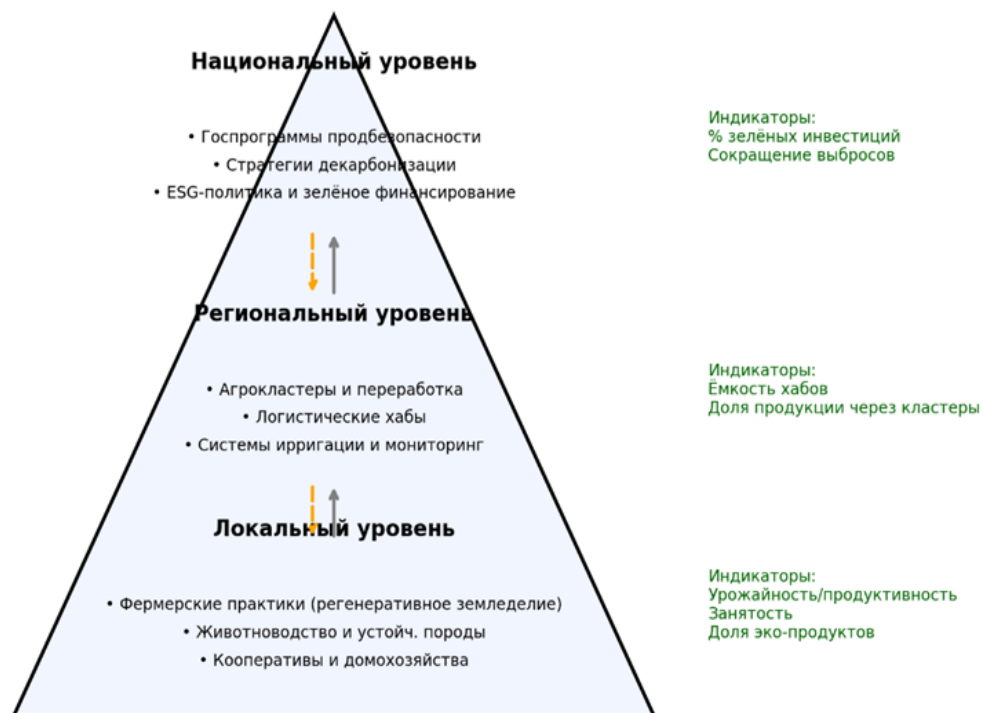 Национальный уровень
• Госпрограммы продбезопасности
• Стратегии декарбонизации
• ESG-политика и зелёное финансирование
Индикаторы:
% зелёных инвестиций
Сокращение выбросов
Региональный уровень
• Агрокластеры и переработка
• Логистические хабы
• Системы ирригации и мониторинг
Индикаторы:
Ёмкость хабов
Доля продукции через кластеры
Локальный уровень
• Фермерские практики (регенеративное земледелие)
• Животноводство и устойч. породы
• Кооперативы и домохозяйства
Индикаторы:
Урожайность/продуктивность
Занятость
Доля эко-продуктов